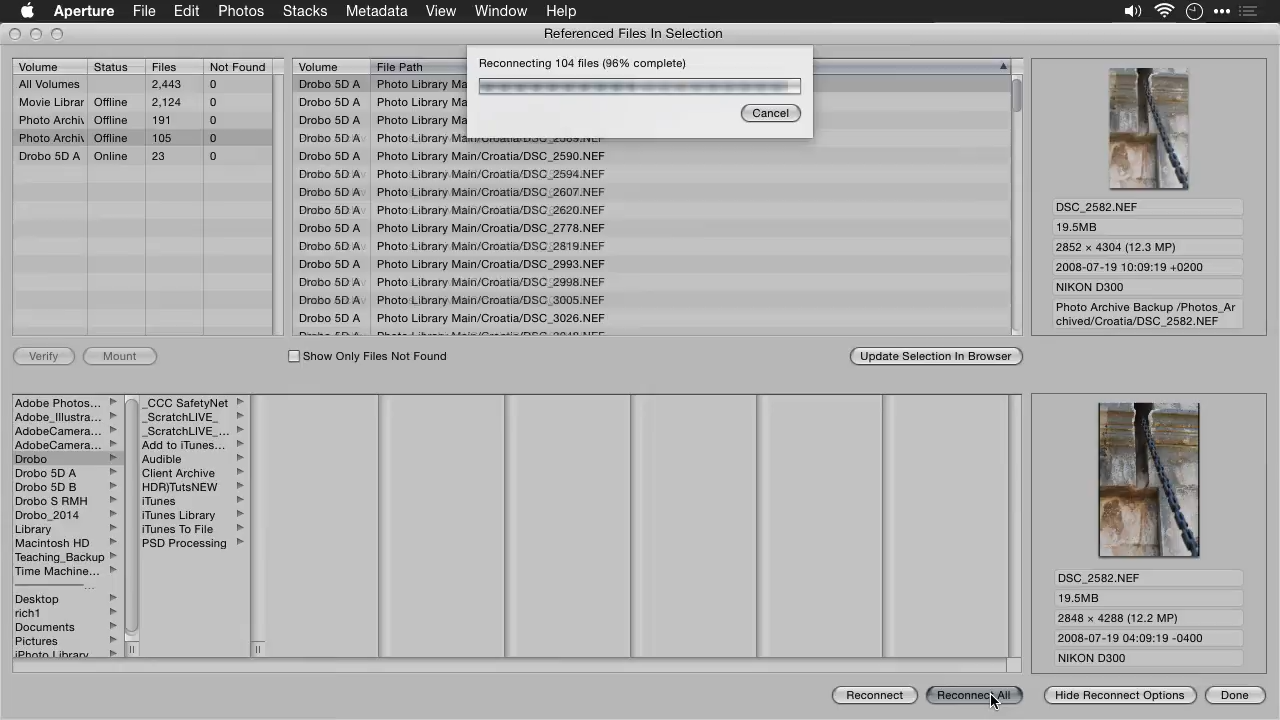 Aperture File Edit Photos Stacks Metadata View Window Help
Referenced Files In Selection
Reconnecting 104 files (96% complete)
Cancel
Volume Status Files Not Found
All Volumes 2,443 0
Movie Librar Offline 2,124 0
Photo Archiv Offline 191 0
Photo Archiv Offline 105 0
Drobo 5D A Online 23 0
Volume File Path
Drobo 5D A Photo Library Ma
Drobo 5D A Photo Library Ma
Drobo 5D A Photo Library Ma
Drobo 5D A Photo Library Main/Croatia/DSC_2589.NEF
Drobo 5D A Photo Library Main/Croatia/DSC_2590.NEF
Drobo 5D A Photo Library Main/Croatia/DSC_2594.NEF
Drobo 5D A Photo Library Main/Croatia/DSC_2607.NEF
Drobo 5D A Photo Library Main/Croatia/DSC_2620.NEF
Drobo 5D A Photo Library Main/Croatia/DSC_2778.NEF
Drobo 5D A Photo Library Main/Croatia/DSC_2819.NEF
Drobo 5D A Photo Library Main/Croatia/DSC_2993.NEF
Drobo 5D A Photo Library Main/Croatia/DSC_2998.NEF
Drobo 5D A Photo Library Main/Croatia/DSC_3005.NEF
Drobo 5D A Photo Library Main/Croatia/DSC_3026.NEF
DSC_2582.NEF
19.5MB
2852 × 4304 (12.3 MP)
2008-07-19 10:09:19 +0200
NIKON D300
Photo Archive Backup /Photos_Ar
chived/Croatia/DSC_2582.NEF
Verify Mount
Show Only Files Not Found
Update Selection In Browser
Adobe Photos...
Adobe_Illustra...
AdobeCamera...
AdobeCamera...
Drobo
Drobo 5D A
Drobo 5D B
Drobo S RMH
Drobo_2014
Library
Macintosh HD
Teaching_Backup
Time Machine...
Desktop
rich1
Documents
Pictures
iPhoto Library
_CCC SafetyNet
_ScratchLIVE_
_ScratchLIVE_...
Add to iTunes...
Audible
Client Archive
HDR)TutsNEW
iTunes
iTunes Library
iTunes To File
PSD Processing
DSC_2582.NEF
19.5MB
2848 × 4288 (12.2 MP)
2008-07-19 04:09:19 -0400
NIKON D300
Reconnect Reconnect All Hide Reconnect Options Done